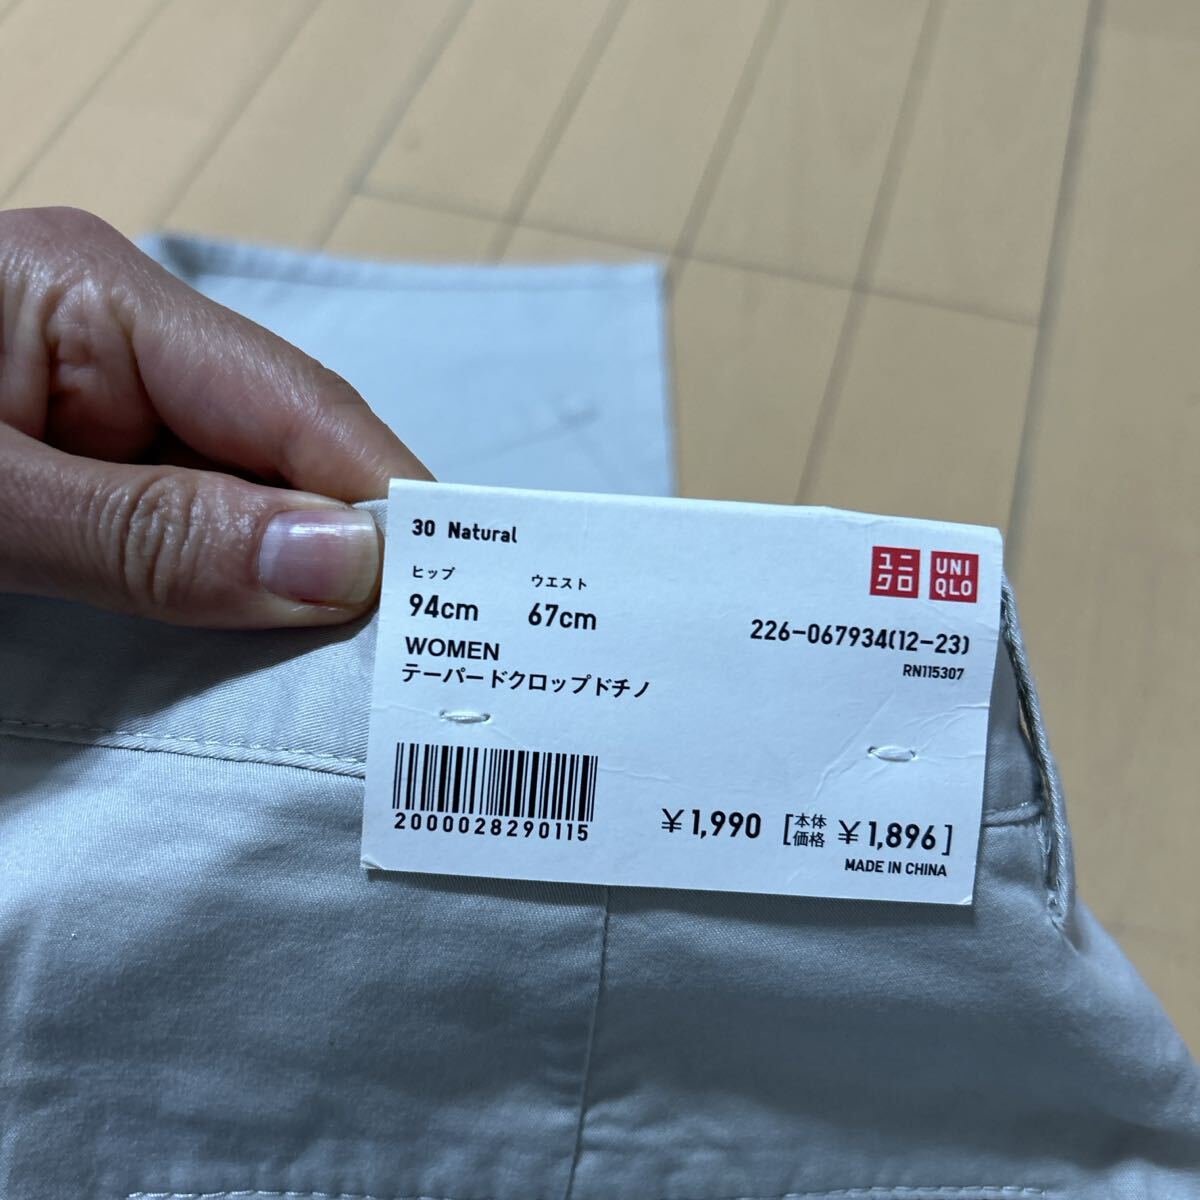 30 Natural
ユニクロ
UNIQLO
ヒップ ウエスト
94cm 67cm
226-067934(12-23)
RN115307
WOMEN
テーパードクロップドチノ
2000028290115
¥1,990 [本体価格 ¥1,896]
MADE IN CHINA